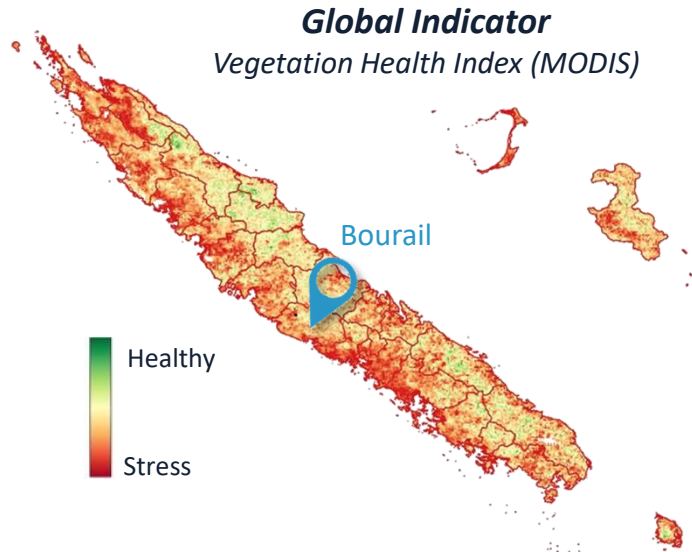 Global Indicator
Vegetation Health Index (MODIS)
Bourail
Healthy
Stress